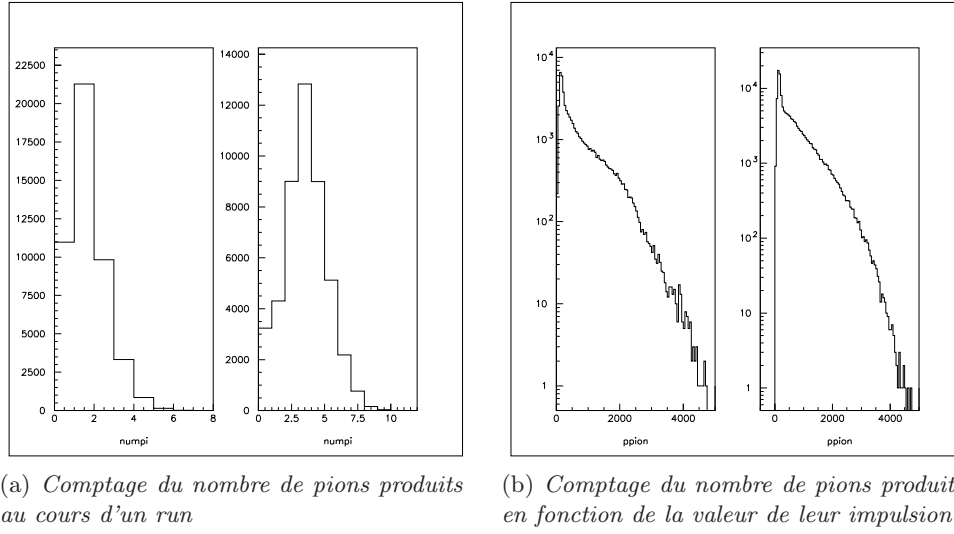 22500
20000
17500
15000
12500
10000
7500
5000
2500
0
0 2 4 6 8
numpi
14000
12000
10000
8000
6000
4000
2000
0
0 2.5 5 7.5 10
numpi
10 4
10 3
10 2
10
1
0 2000 4000
ppion
10 4
10 3
10 2
10
1
0 2000 4000
ppion
(a) Comptage du nombre de pions produits
au cours d'un run
(b) Comptage du nombre de pions produit
en fonction de la valeur de leur impulsion